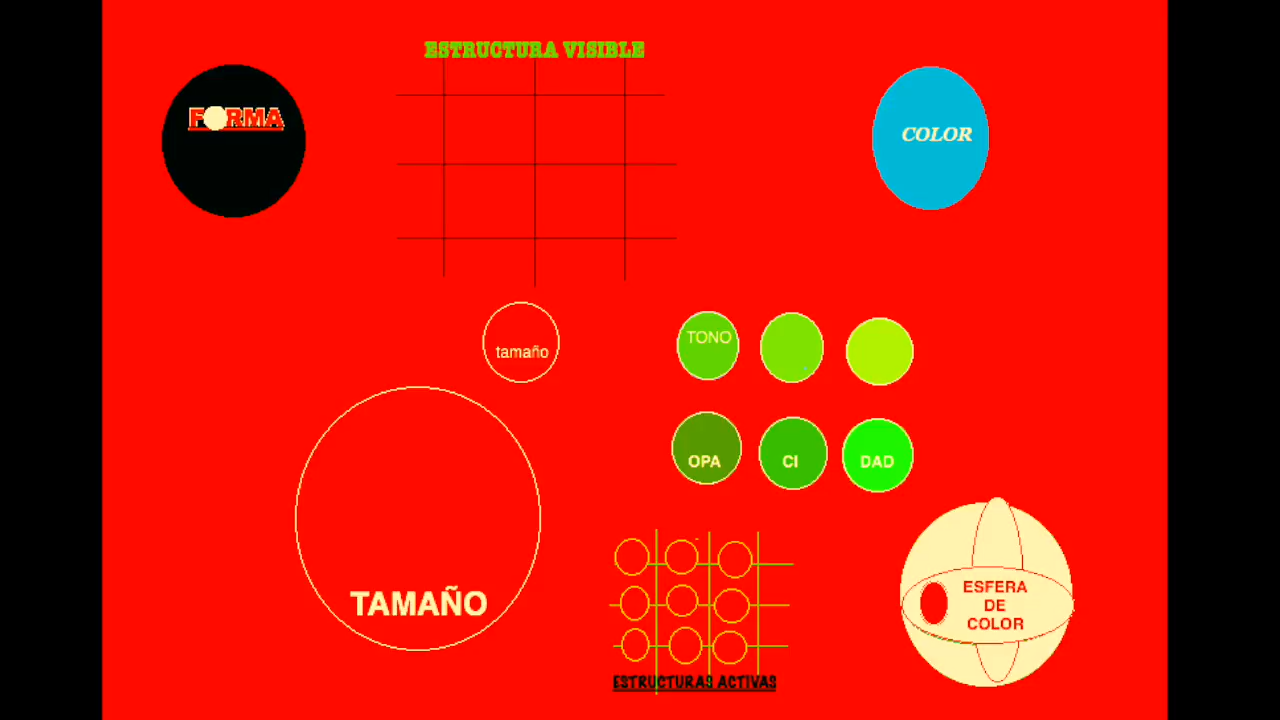 ESTRUCTURA VISIBLE
FORMA
COLOR
tamaño
TONO
OPA CI DAD
TAMAÑO
ESFERA
DE
COLOR
ESTRUCTURAS ACTIVAS